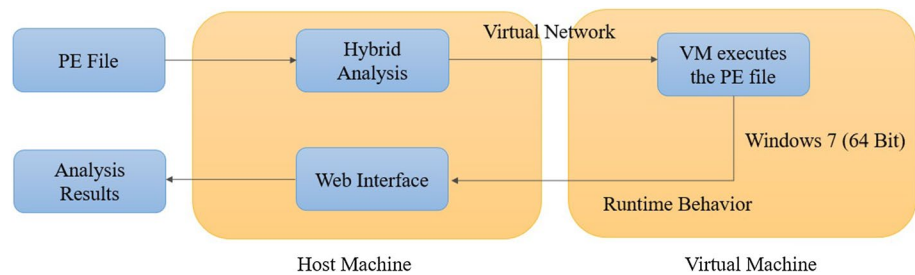 PE File
Hybrid
Analysis
Virtual Network
VM executes
the PE file
Windows 7 (64 Bit)
Analysis
Results
Web Interface
Runtime Behavior
Host Machine
Virtual Machine